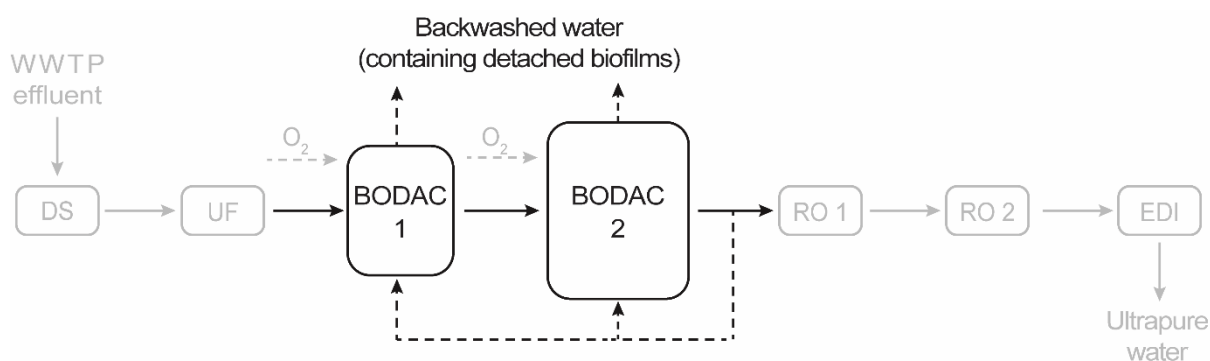 Backwashed water
(containing detached biofilms)
WWTP
effluent
O2
O2
DS
UF
BODAC
1
BODAC
2
RO 1
RO 2
EDI
Ultrapure
water